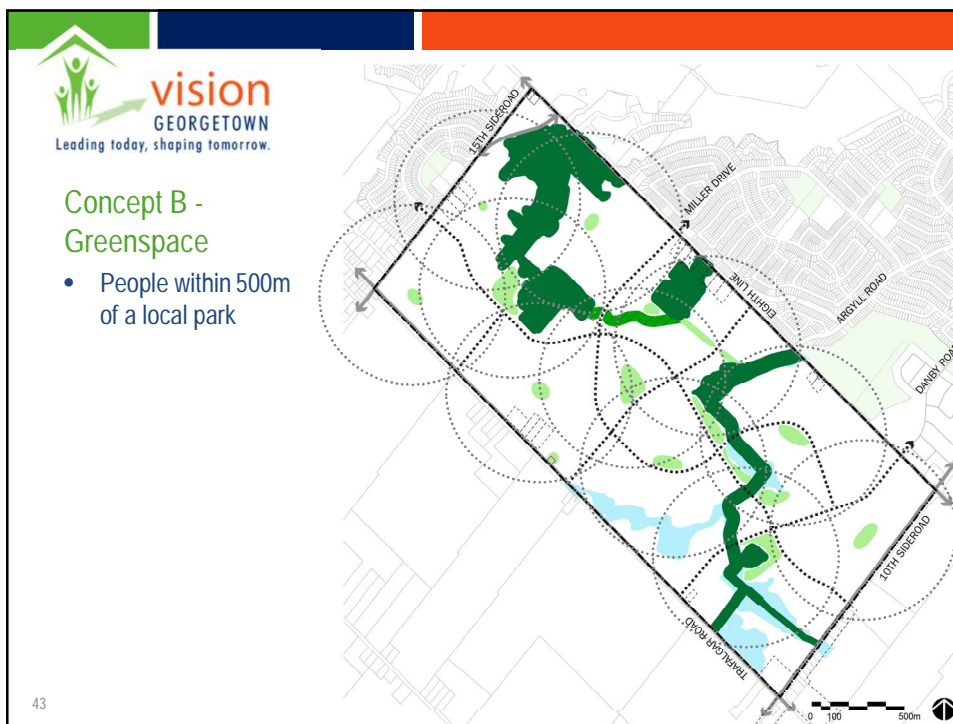 vision
GEORGETOWN
Leading today, shaping tomorrow.
Concept B -
Greenspace
• People within 500m
of a local park
15TH SIDEROAD
MILLER DRIVE
EIGHTH LINE
ARGYLL ROAD
DANBY ROAD
10TH SIDEROAD
TRAFALGAR ROAD
0 100 500m
43